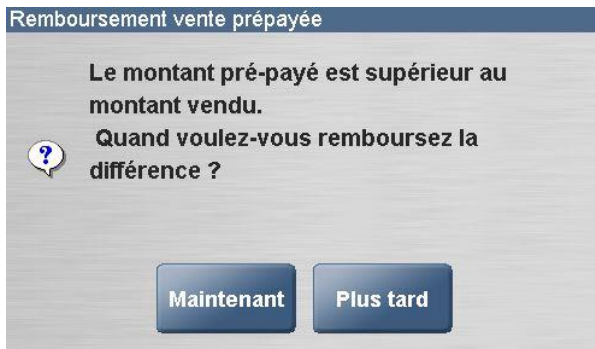 Remboursement vente prépayée
Le montant pré-payé est supérieur au
montant vendu.
Quand voulez-vous remboursez la
différence ?
Maintenant
Plus tard